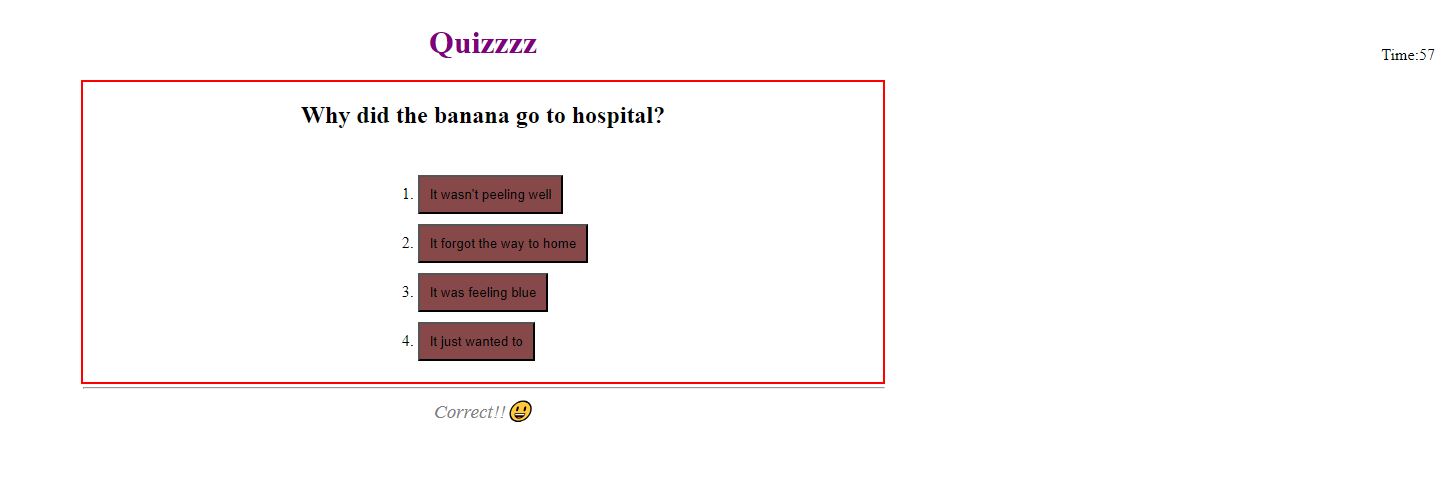 Quizzzz
Time:57
Why did the banana go to hospital?
1. It wasn't peeling well
2. It forgot the way to home
3. It was feeling blue
4. It just wanted to
Correct!! 😃